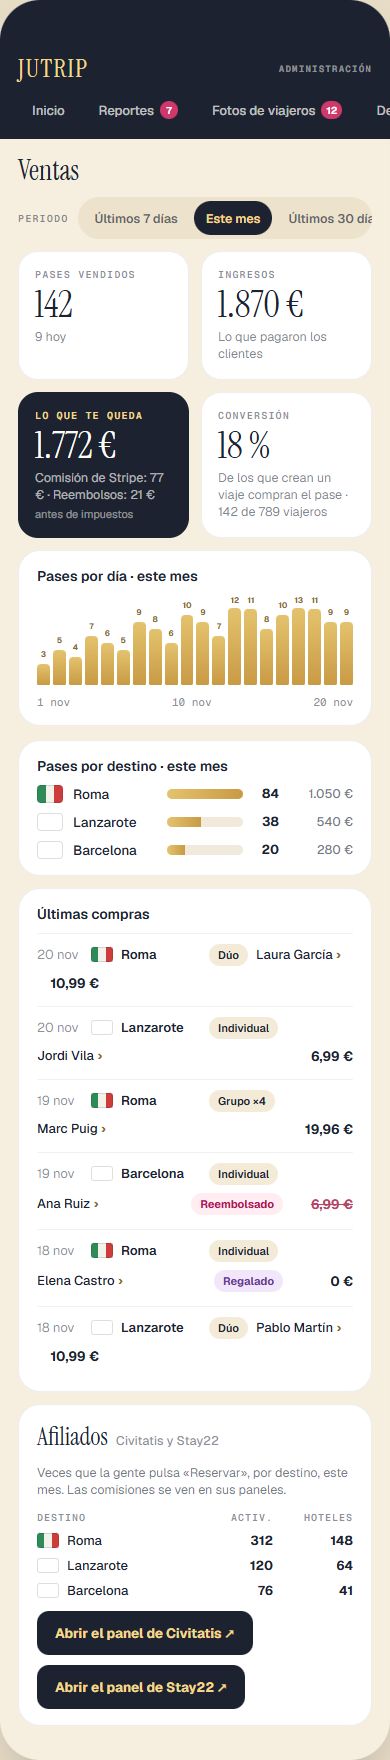 JUTRIP
ADMINISTRACIÓN
Inicio Reportes 7 Fotos de viajeros 12 De
Ventas
PERIODO Últimos 7 días Este mes Últimos 30 día
PASES VENDIDOS
142
9 hoy
INGRESOS
1.870 €
Lo que pagaron los
clientes
LO QUE TE QUEDA
1.772 €
Comisión de Stripe: 77
€ · Reembolsos: 21 €
antes de impuestos
CONVERSIÓN
18 %
De los que crean un
viaje compran el pase ·
142 de 789 viajeros
Pases por día · este mes
3 5 4 7 6 5 9 8 6 10 9 7 12 11 8 10 13 11 9 9
1 nov 10 nov 20 nov
Pases por destino · este mes
Roma 84 1.050 €
Lanzarote 38 540 €
Barcelona 20 280 €
Últimas compras
20 nov Roma Dúo Laura García ›
10,99 €
20 nov Lanzarote Individual
Jordi Vila › 6,99 €
19 nov Roma Grupo ×4
Marc Puig › 19,96 €
19 nov Barcelona Individual
Ana Ruiz › Reembolsado 6,99 €
18 nov Roma Individual
Elena Castro › Regalado 0 €
18 nov Lanzarote Dúo Pablo Martín ›
10,99 €
Afiliados Civitatis y Stay22
Veces que la gente pulsa «Reservar», por destino, este
mes. Las comisiones se ven en sus paneles.
DESTINO ACTIV. HOTELES
Roma 312 148
Lanzarote 120 64
Barcelona 76 41
Abrir el panel de Civitatis ↗
Abrir el panel de Stay22 ↗